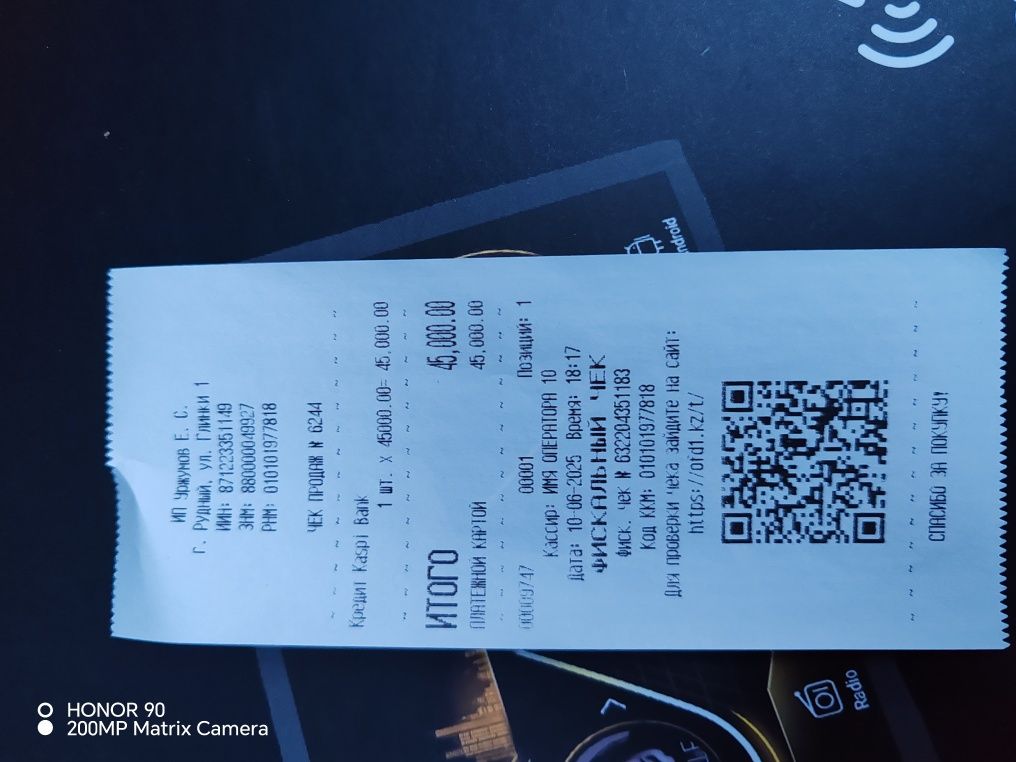 ИП Уржумов Е. С.
г. Рудный, ул. Глинки 1
ИИН: 871223351149
ЗНМ: 880000049927
РНМ: 010101977818
ЧЕК ПРОДАЖ № 6244
~ ~ ~ ~ ~ ~ ~ ~ ~ ~ ~ ~
Кредит Kaspi Bank
1 шт. x 45000.00= 45,000.00
~ ~ ~ ~ ~ ~ ~ ~ ~ ~ ~ ~
ИТОГО 45,000.00
ПЛАТЕЖНОЙ КАРТОЙ 45,000.00
~ ~ ~ ~ ~ ~ ~ ~ ~ ~ ~ ~
00009747 00001 Позиций: 1
Кассир: ИМЯ ОПЕРАТОРА 10
Дата: 10-06-2025 Время: 18:17
ФИСКАЛЬНЫЙ ЧЕК
Фиск. чек № 632204351183
Код ККМ: 010101977818
Для проверки чека зайдите на сайт:
https://ofd1.kz/t/
~ ~ ~ ~ ~ ~ ~ ~ ~ ~ ~ ~
СПАСИБО ЗА ПОКУПКУ!
ndroid
Radio
HONOR 90
200MP Matrix Camera